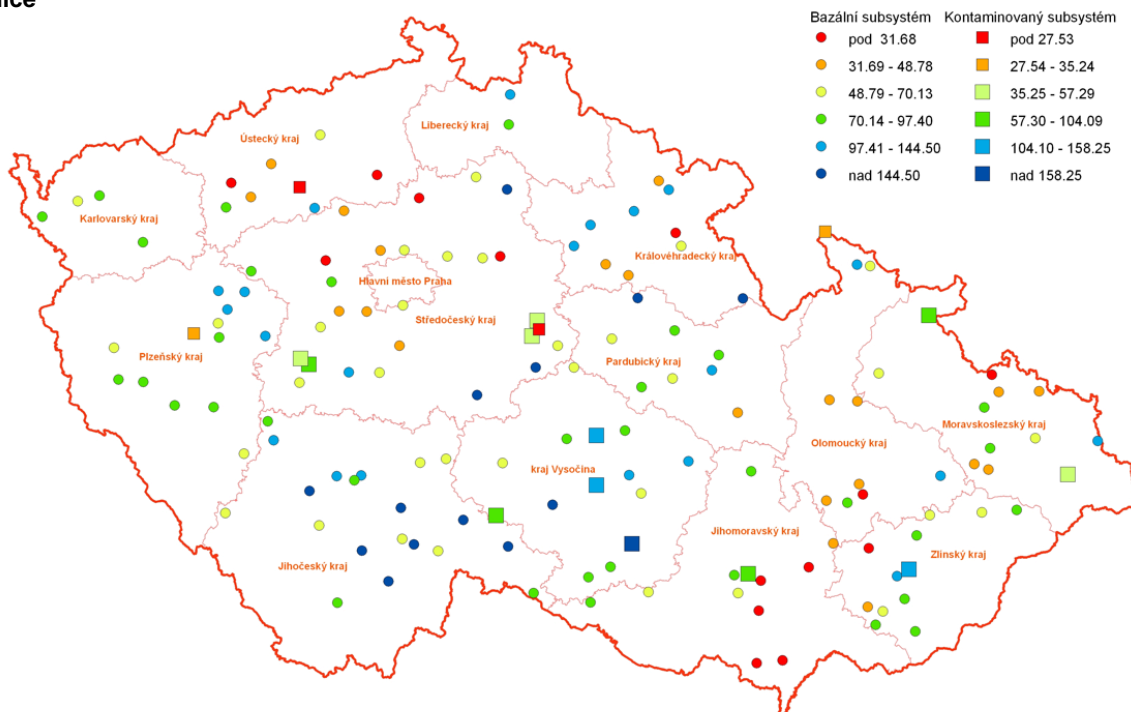 Bazální subsystém Kontaminovaný subsystém
pod 31.68 pod 27.53
31.69 - 48.78 27.54 - 35.24
48.79 - 70.13 35.25 - 57.29
70.14 - 97.40 57.30 - 104.09
97.41 - 144.50 104.10 - 158.25
nad 144.50 nad 158.25
Liberecký kraj
Ústecký kraj
Karlovarský kraj
Královéhradecký kraj
Hlavní město Praha
Středočeský kraj
Plzeňský kraj
Pardubický kraj
Moravskoslezský kraj
Olomoucký kraj
kraj Vysočina
Jihomoravský kraj
Zlínský kraj
Jihočeský kraj